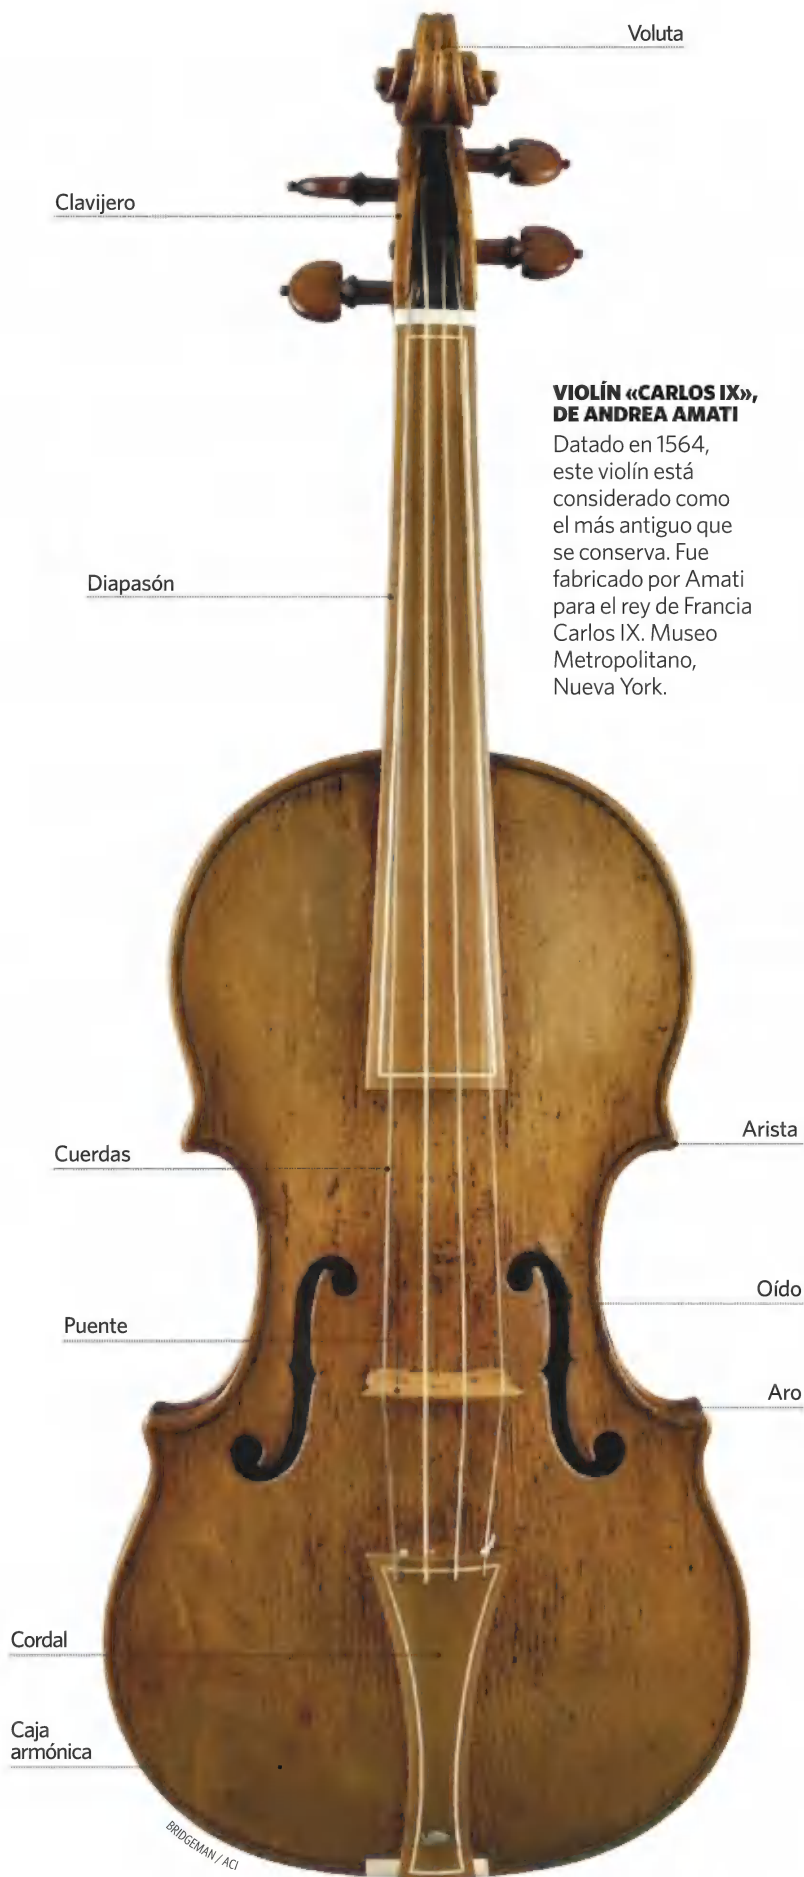 Voluta
Clavijero
VIOLÍN «CARLOS IX»,
DE ANDREA AMATI
Datado en 1564,
este violín está
considerado como
el más antiguo que
se conserva. Fue
fabricado por Amati
para el rey de Francia
Carlos IX. Museo
Metropolitano,
Nueva York.
Diapasón
Arista
Cuerdas
Oído
Puente
Aro
Cordal
Caja
armónica
BRIDGEMAN / ACI